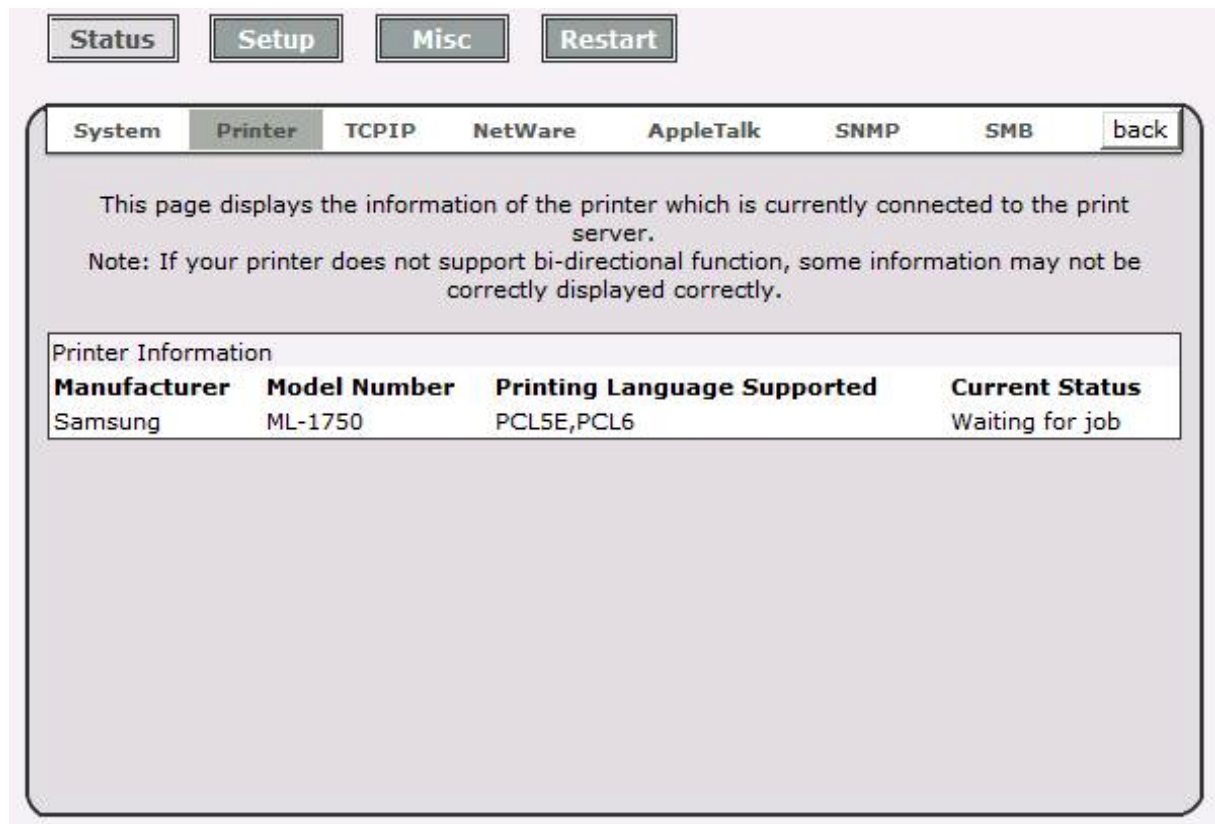 Status Setup Misc Restart
System Printer TCPIP NetWare AppleTalk SNMP SMB back
This page displays the information of the printer which is currently connected to the print
server.
Note: If your printer does not support bi-directional function, some information may not be
correctly displayed correctly.
Printer Information
Manufacturer Model Number Printing Language Supported Current Status
Samsung ML-1750 PCL5E,PCL6 Waiting for job